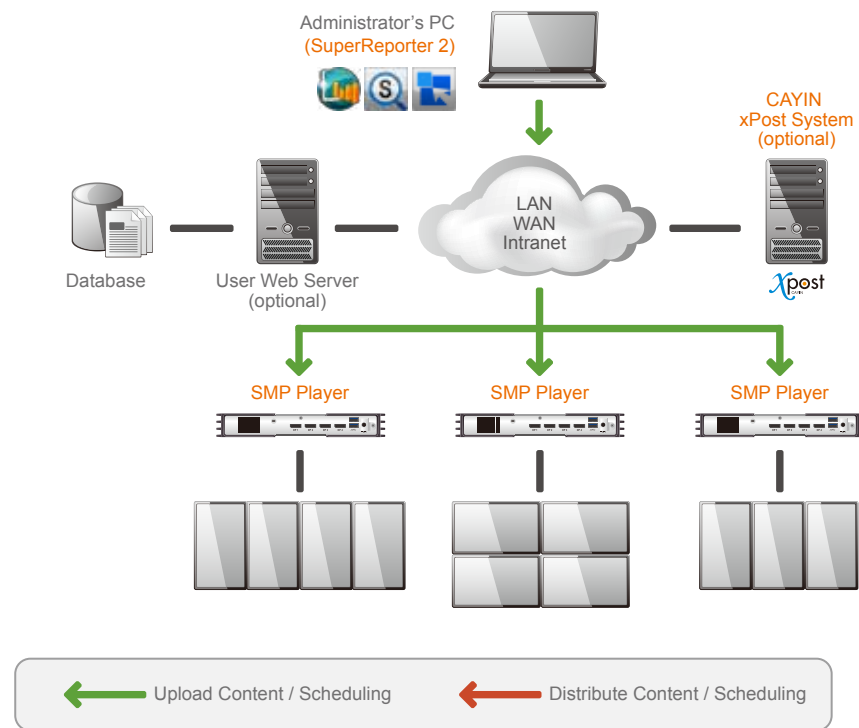 Administrator's PC
(SuperReporter 2)
S
CAYIN
xPost System
(optional)
LAN
WAN
Intranet
Database
User Web Server
(optional)
Xpost
CAYIN
SMP Player
SMP Player
SMP Player
Upload Content / Scheduling
Distribute Content / Scheduling